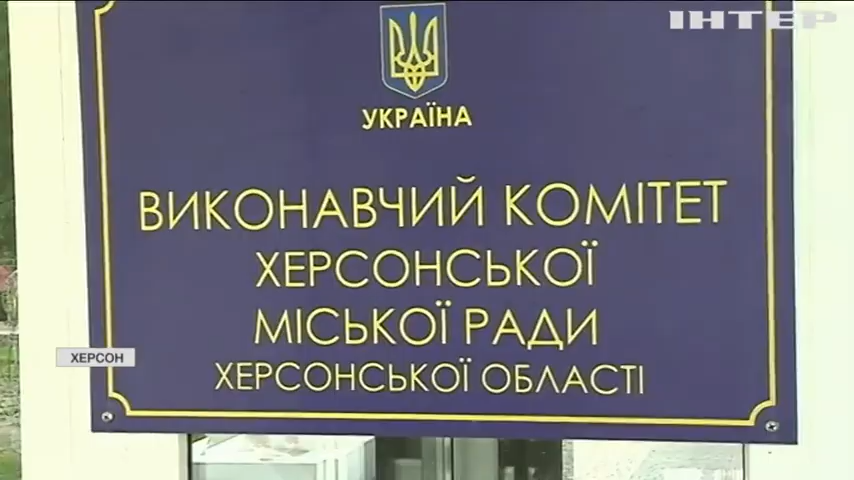 ІНТЕР
УКРАЇНА
ВИКОНАВЧИЙ КОМІТЕТ
ХЕРСОНСЬКОЇ
МІСЬКОЇ РАДИ
ХЕРСОН
ХЕРСОНСЬКОЇ ОБЛАСТІ